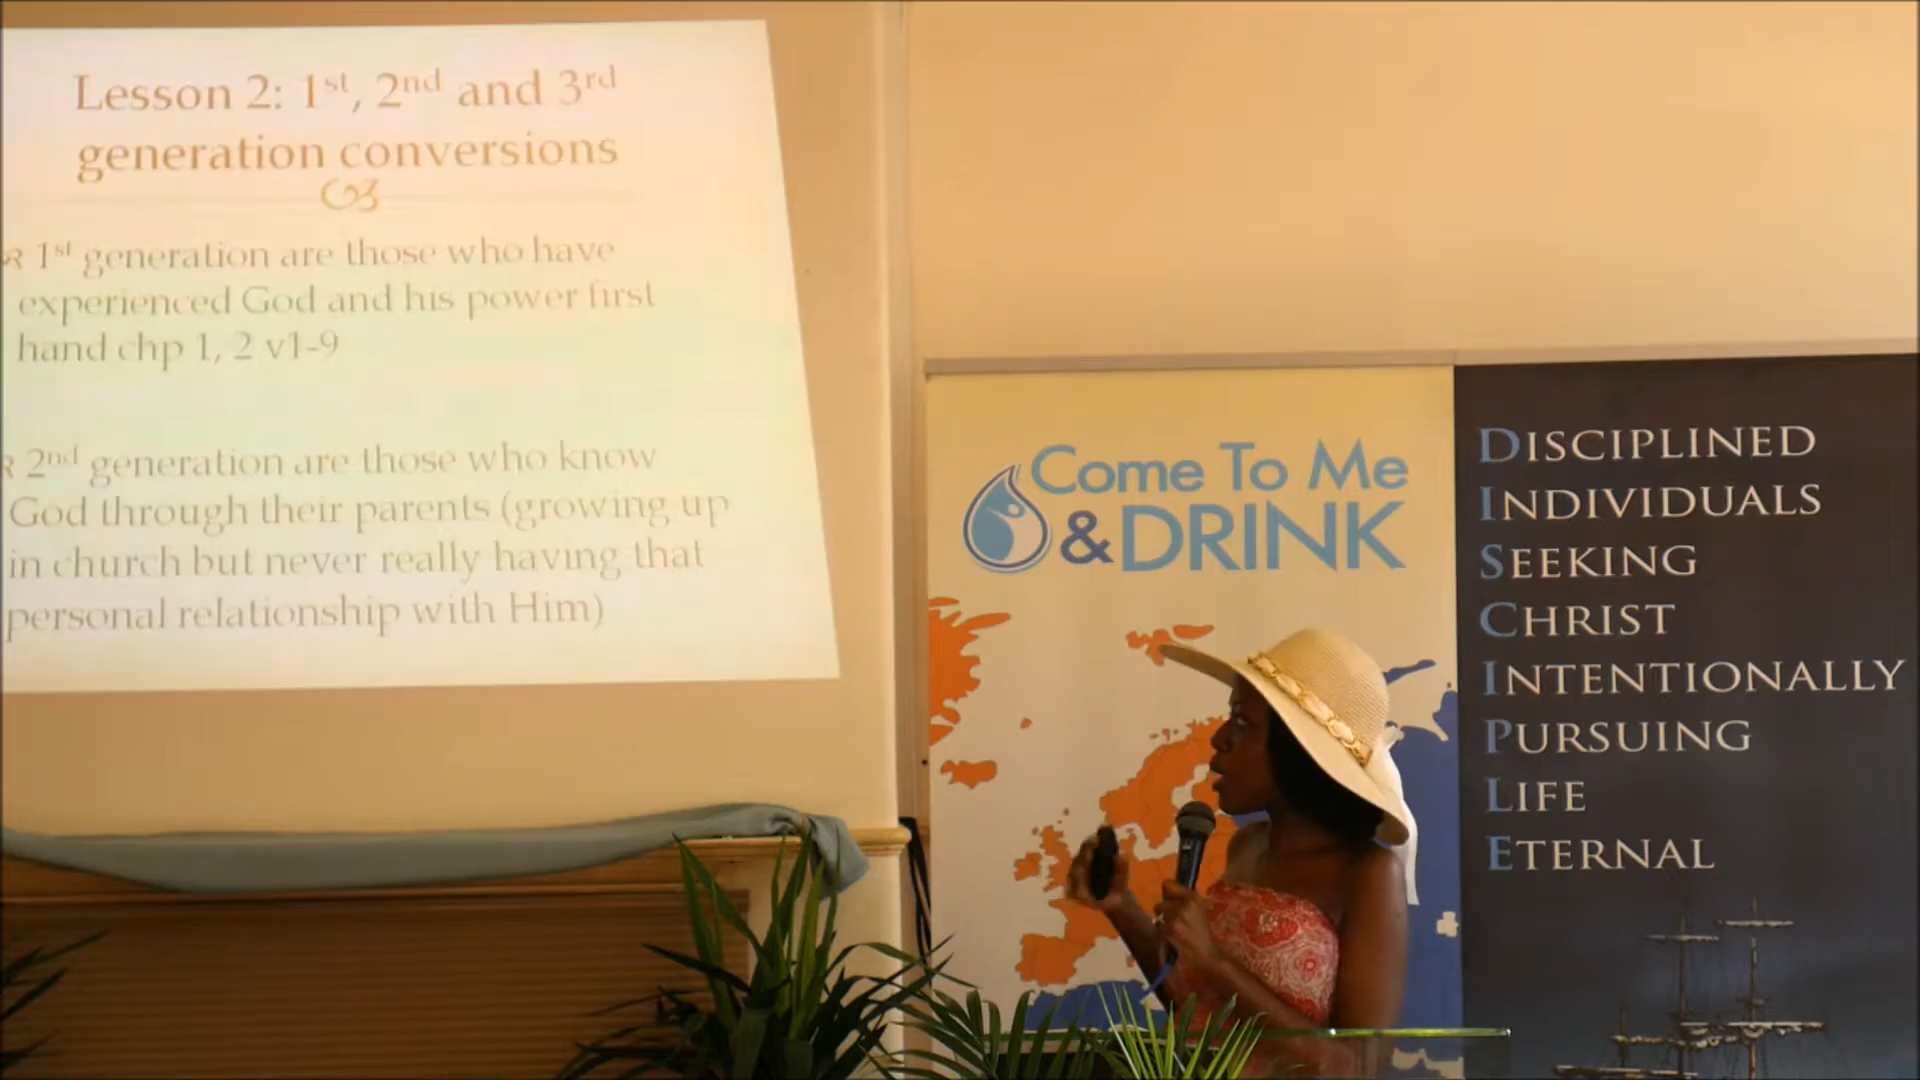 Lesson 2: 1st, 2nd and 3rd
generation conversions
1st generation are those who have
experienced God and his power first
hand chp 1, 2 v1-9
2nd generation are those who know
God through their parents (growing up
in church but never really having that
personal relationship with Him)
Come To Me
& DRINK
DISCIPLINED
INDIVIDUALS
SEEKING
CHRIST
INTENTIONALLY
PURSUING
LIFE
ETERNAL